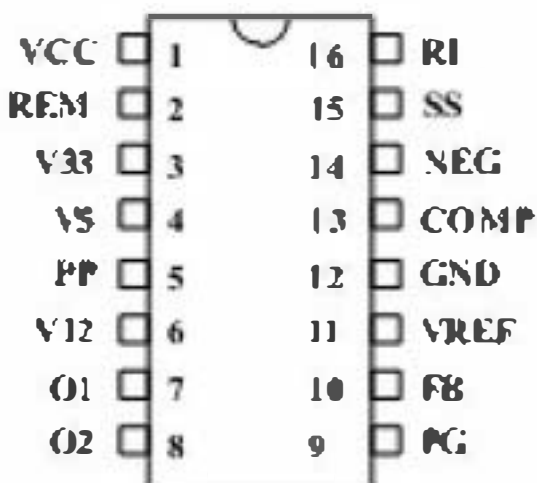 VCC 1 16 RI
REM 2 15 SS
V33 3 14 NEG
V5 4 13 COMP
PP 5 12 GND
V12 6 11 VREF
O1 7 10 FB
O2 8 9 PG